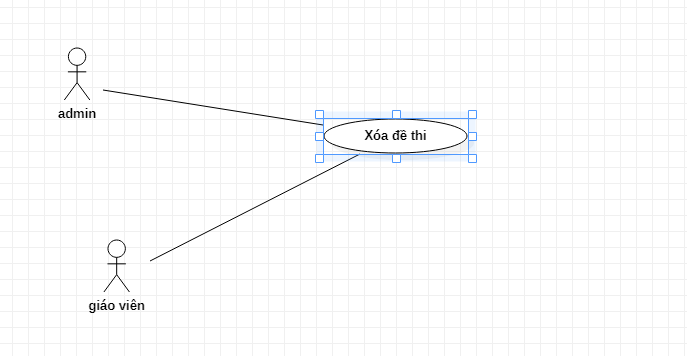 admin
Xóa đề thi
giáo viên